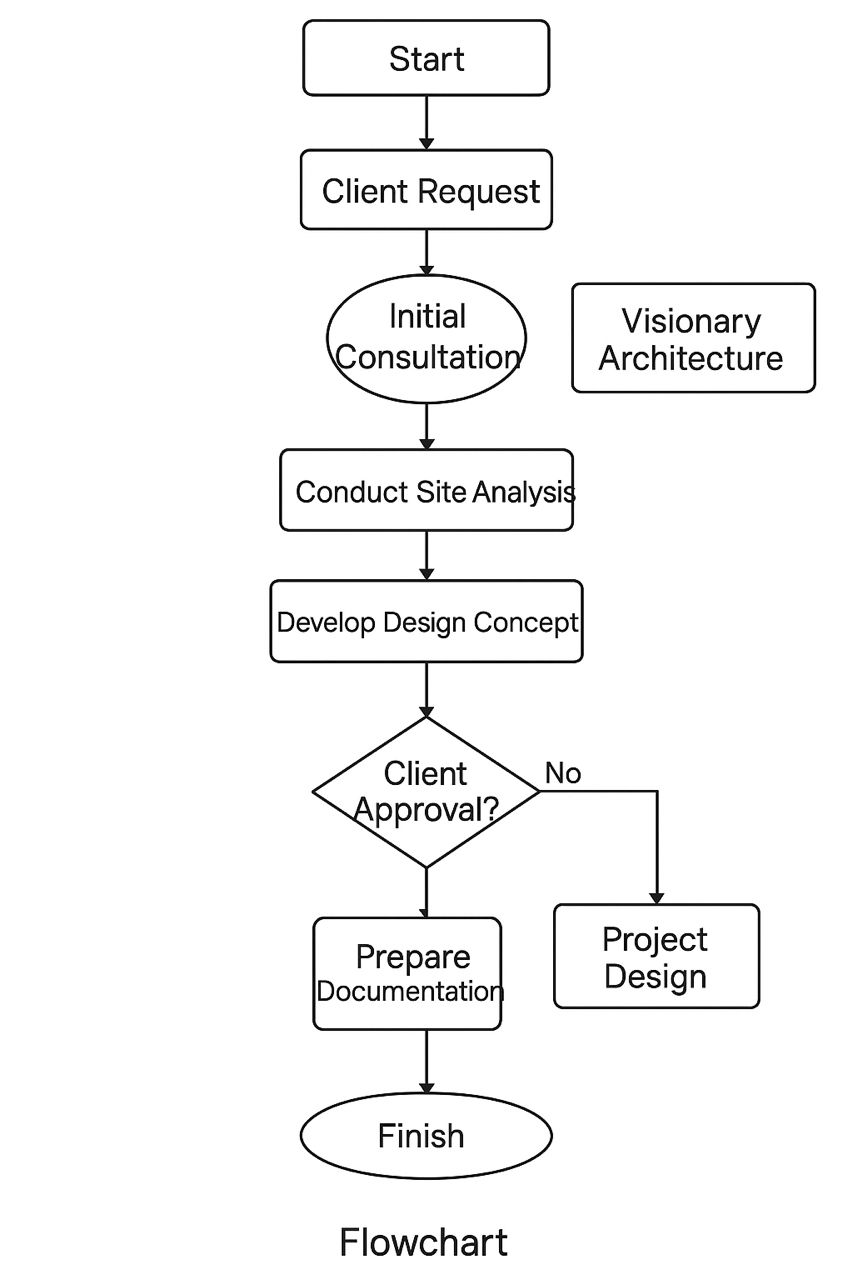 Start
Client Request
Initial
Consultation
Visionary
Architecture
Conduct Site Analysis
Develop Design Concept
Client
Approval?
No
Prepare
Documentation
Project
Design
Finish
Flowchart